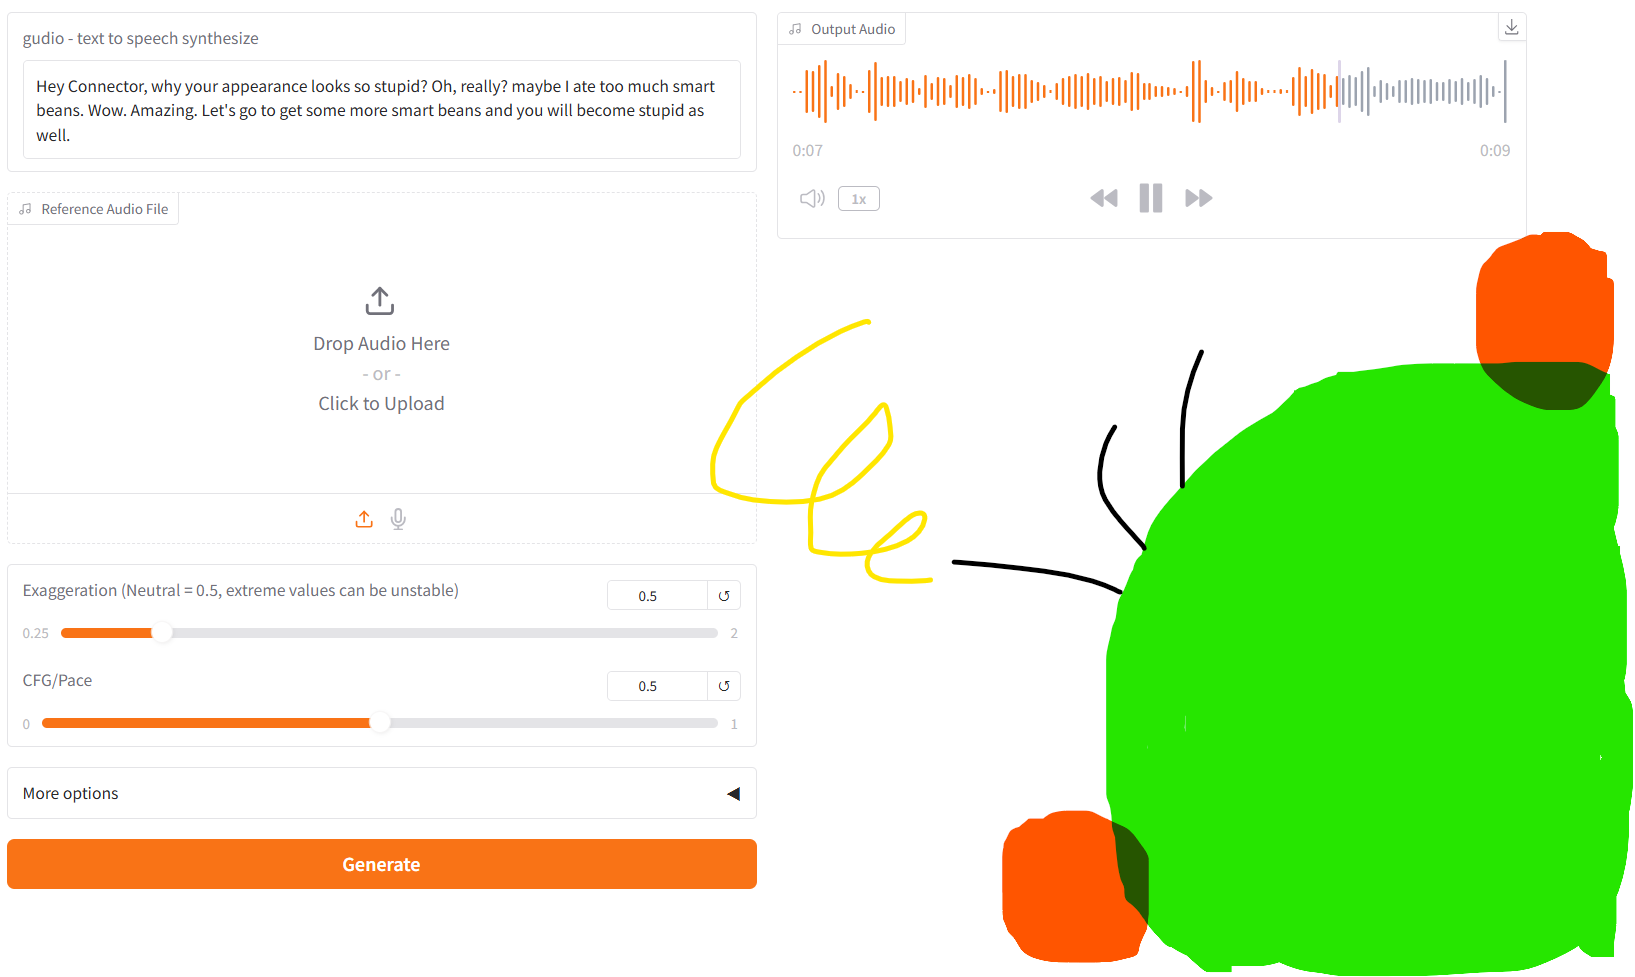 gudio - text to speech synthesize
Hey Connector, why your appearance looks so stupid? Oh, really? maybe I ate too much smart
beans. Wow. Amazing. Let's go to get some more smart beans and you will become stupid as
well.
Reference Audio File
Drop Audio Here
- or -
Click to Upload
Exaggeration (Neutral = 0.5, extreme values can be unstable)
0.5
0.25
2
CFG/Pace
0.5
0
1
More options
Generate
Output Audio
0:07
0:09
1x